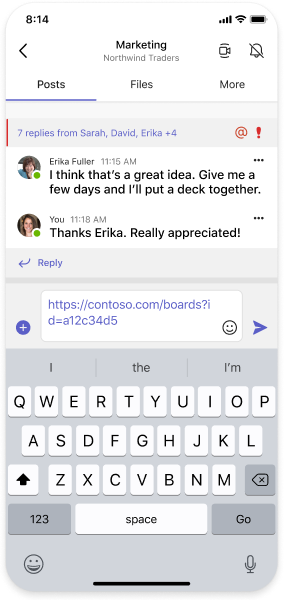 8:14
Marketing
Northwind Traders
Posts Files More
7 replies from Sarah, David, Erika +4
Erika Fuller 11:15 AM
I think that's a great idea. Give me a
few days and I'll put a deck together.
You 11:18 AM
Thanks Erika. Really appreciated!
Reply
https://contoso.com/boards?i
d=a12c34d5
I the I'm
Q W E R T Y U I O P
A S D F G H J K L
Z X C V B N M
123 space Go